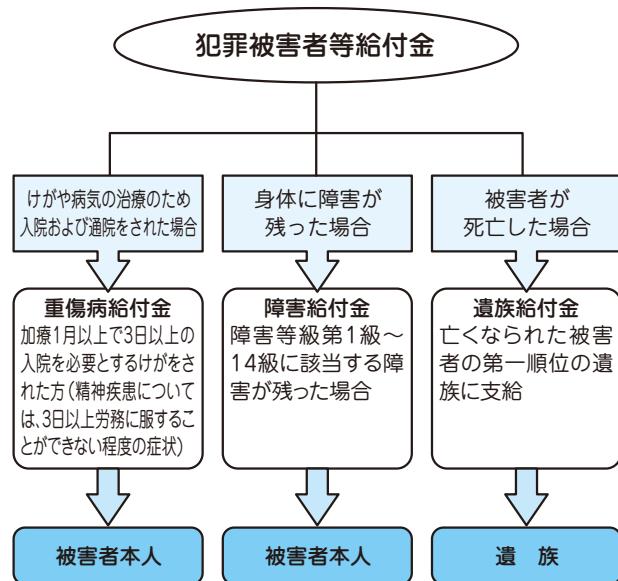 犯罪被害者等給付金
けがや病気の治療のため
入院および通院をされた場合
身体に障害が
残った場合
被害者が
死亡した場合
重傷病給付金
加療1月以上で3日以上の
入院を必要とするけがをさ
れた方（精神疾患について
は、3日以上労務に服するこ
とができない程度の症状）
障害給付金
障害等級第1級～
14級に該当する障
害が残った場合
遺族給付金
亡くなられた被害
者の第一順位の遺
族に支給
被害者本人
被害者本人
遺　族